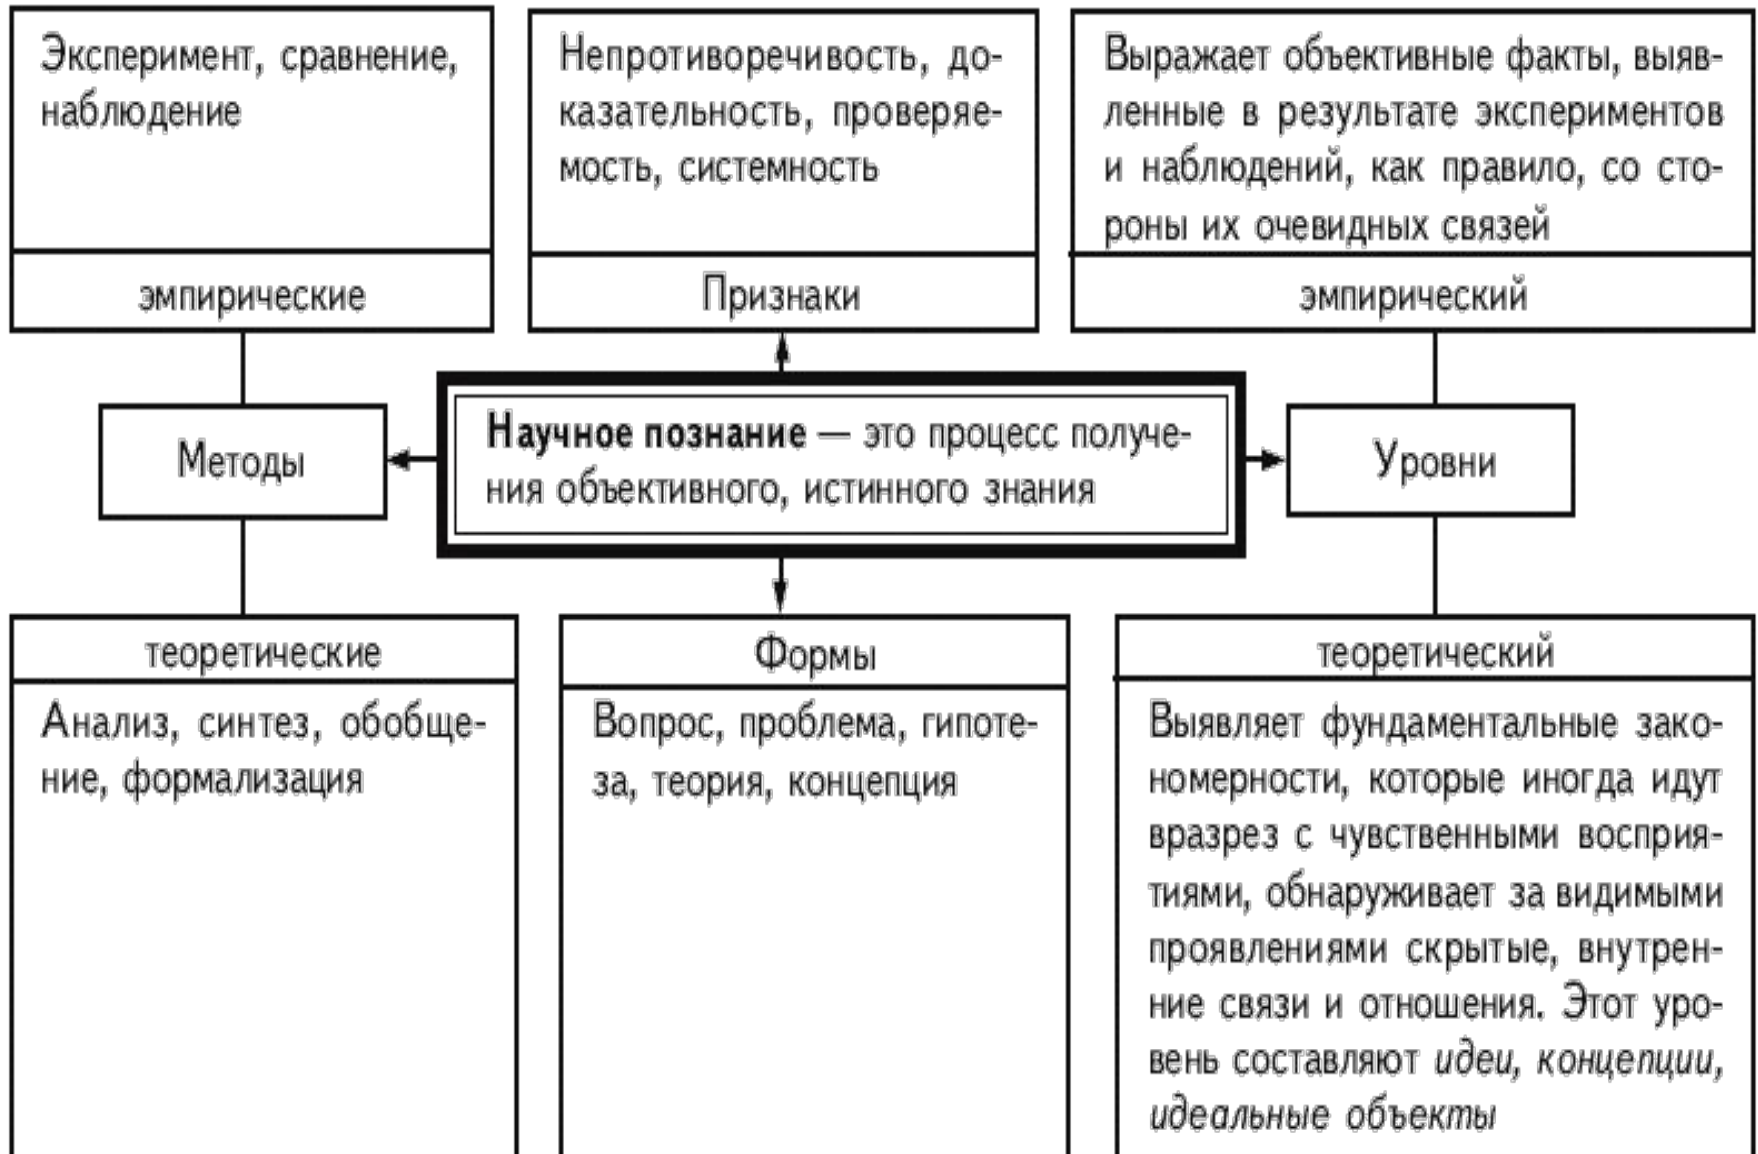 Эксперимент, сравнение,
наблюдение
эмпирические
Непротиворечивость, до-
казательность, проверяе-
мость, системность
Признаки
Выражает объективные факты, выяв-
ленные в результате экспериментов
и наблюдений, как правило, со сто-
роны их очевидных связей
эмпирический
Методы
Научное познание — это процесс получе-
ния объективного, истинного знания
Уровни
теоретические
Анализ, синтез, обобще-
ние, формализация
Формы
Вопрос, проблема, гипоте-
за, теория, концепция
теоретический
Выявляет фундаментальные зако-
номерности, которые иногда идут
вразрез с чувственными восприя-
тиями, обнаруживает за видимыми
проявлениями скрытые, внутрен-
ние связи и отношения. Этот уро-
вень составляют идеи, концепции,
идеальные объекты